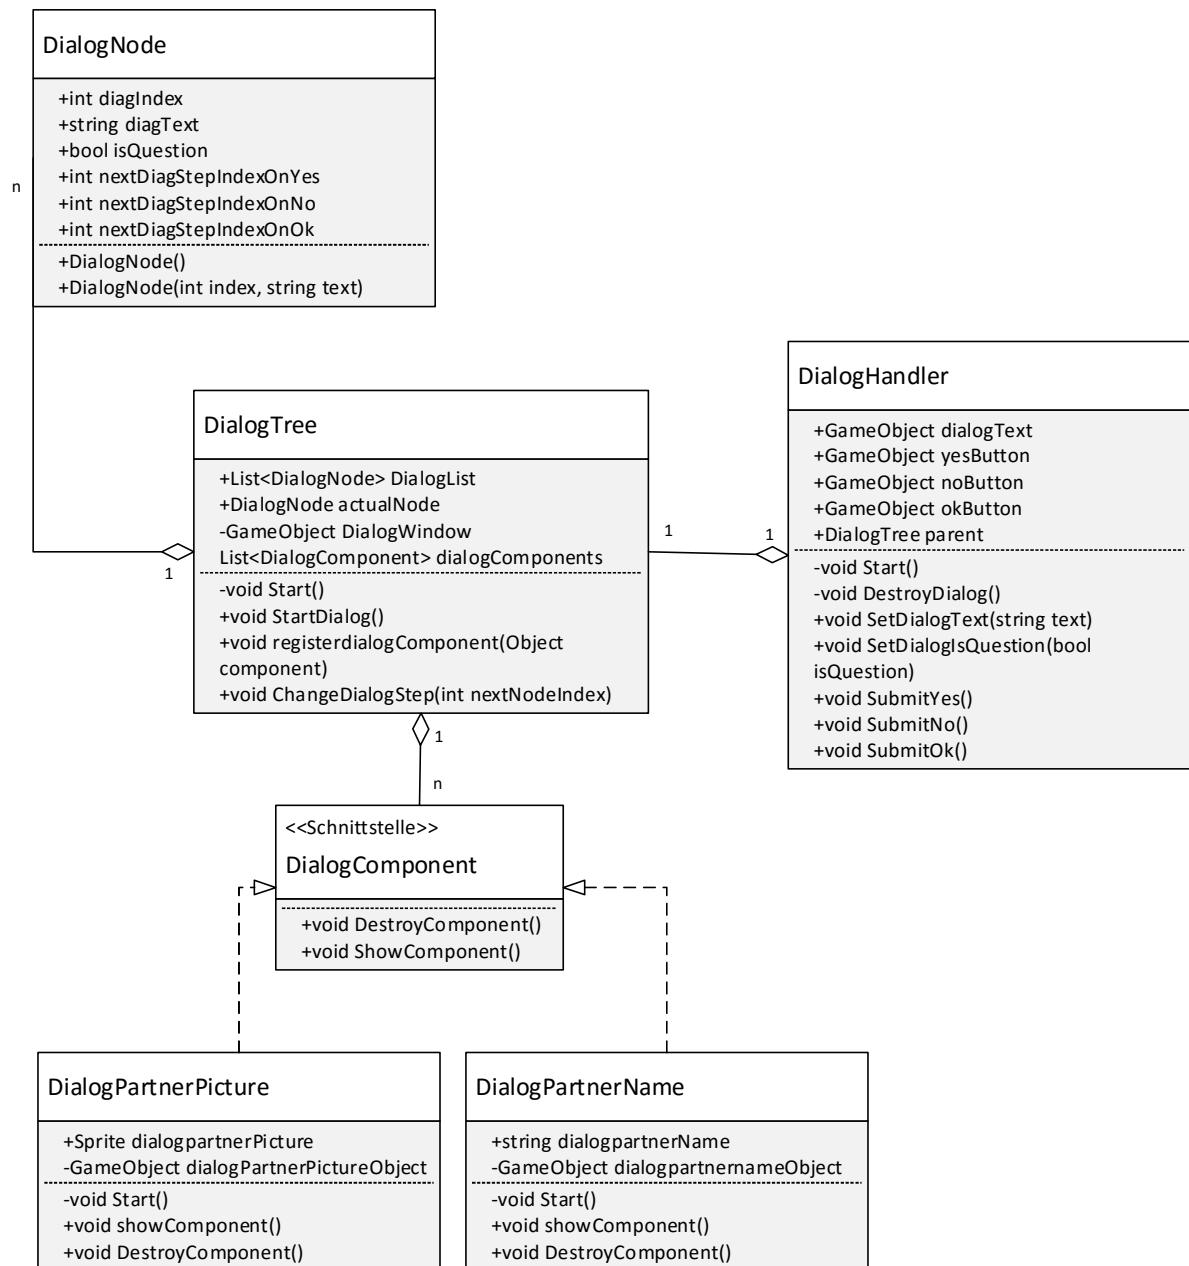 DialogNode
+int diagIndex
+string diagText
+bool isQuestion
+int nextDiagStepIndexOnYes
+int nextDiagStepIndexOnNo
+int nextDiagStepIndexOnOk
+DialogNode()
+DialogNode(int index, string text)
n
1
DialogTree
+List<DialogNode> DialogList
+DialogNode actualNode
-GameObject DialogWindow
List<DialogComponent> dialogComponents
-void Start()
+void StartDialog()
+void registerdialogComponent(Object
component)
+void ChangeDialogStep(int nextNodeIndex)
1
1
DialogHandler
+GameObject dialogText
+GameObject yesButton
+GameObject noButton
+GameObject okButton
+DialogTree parent
-void Start()
-void DestroyDialog()
+void SetDialogText(string text)
+void SetDialogIsQuestion(bool
isQuestion)
+void SubmitYes()
+void SubmitNo()
+void SubmitOk()
1
n
<<Schnittstelle>>
DialogComponent
+void DestroyComponent()
+void ShowComponent()
DialogPartnerPicture
+Sprite dialogpartnerPicture
-GameObject dialogPartnerPictureObject
-void Start()
+void showComponent()
+void DestroyComponent()
DialogPartnerName
+string dialogpartnerName
-GameObject dialogpartnernameObject
-void Start()
+void showComponent()
+void DestroyComponent()